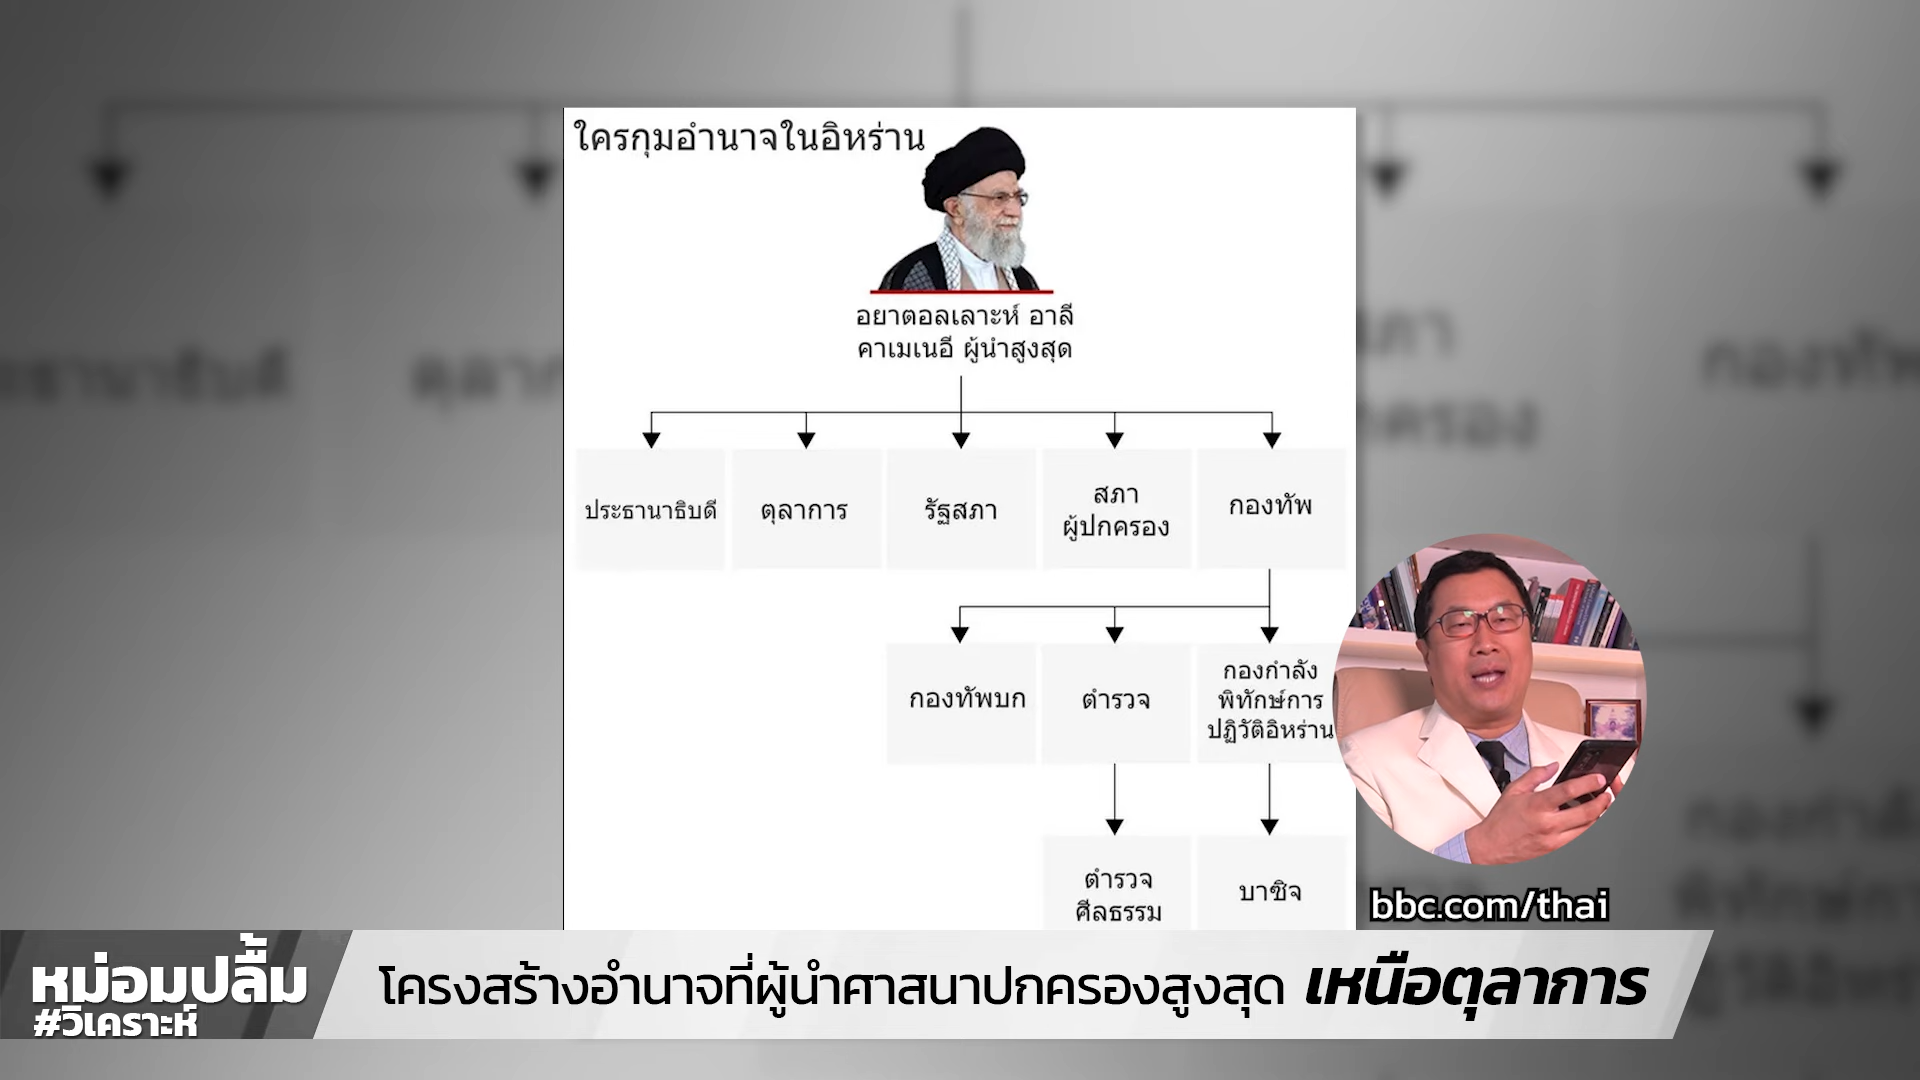 ใครกุมอำนาจในอิหร่าน
อยาตอลเลาะห์ อาลี
คาเมเนอี ผู้นำสูงสุด
ประธานาธิบดี
ตุลาการ
รัฐสภา
สภา
ผู้ปกครอง
กองทัพ
กองทัพบก
ตำรวจ
กองกำลัง
พิทักษ์การ
ปฏิวัติอิหร่าน
ตำรวจ
ศีลธรรม
บาซิจ
bbc.com/thai
หม่อมปลื้ม
#วิเคราะห์
โครงสร้างอำนาจที่ผู้นำศาสนาปกครองสูงสุด เหนือตุลาการ